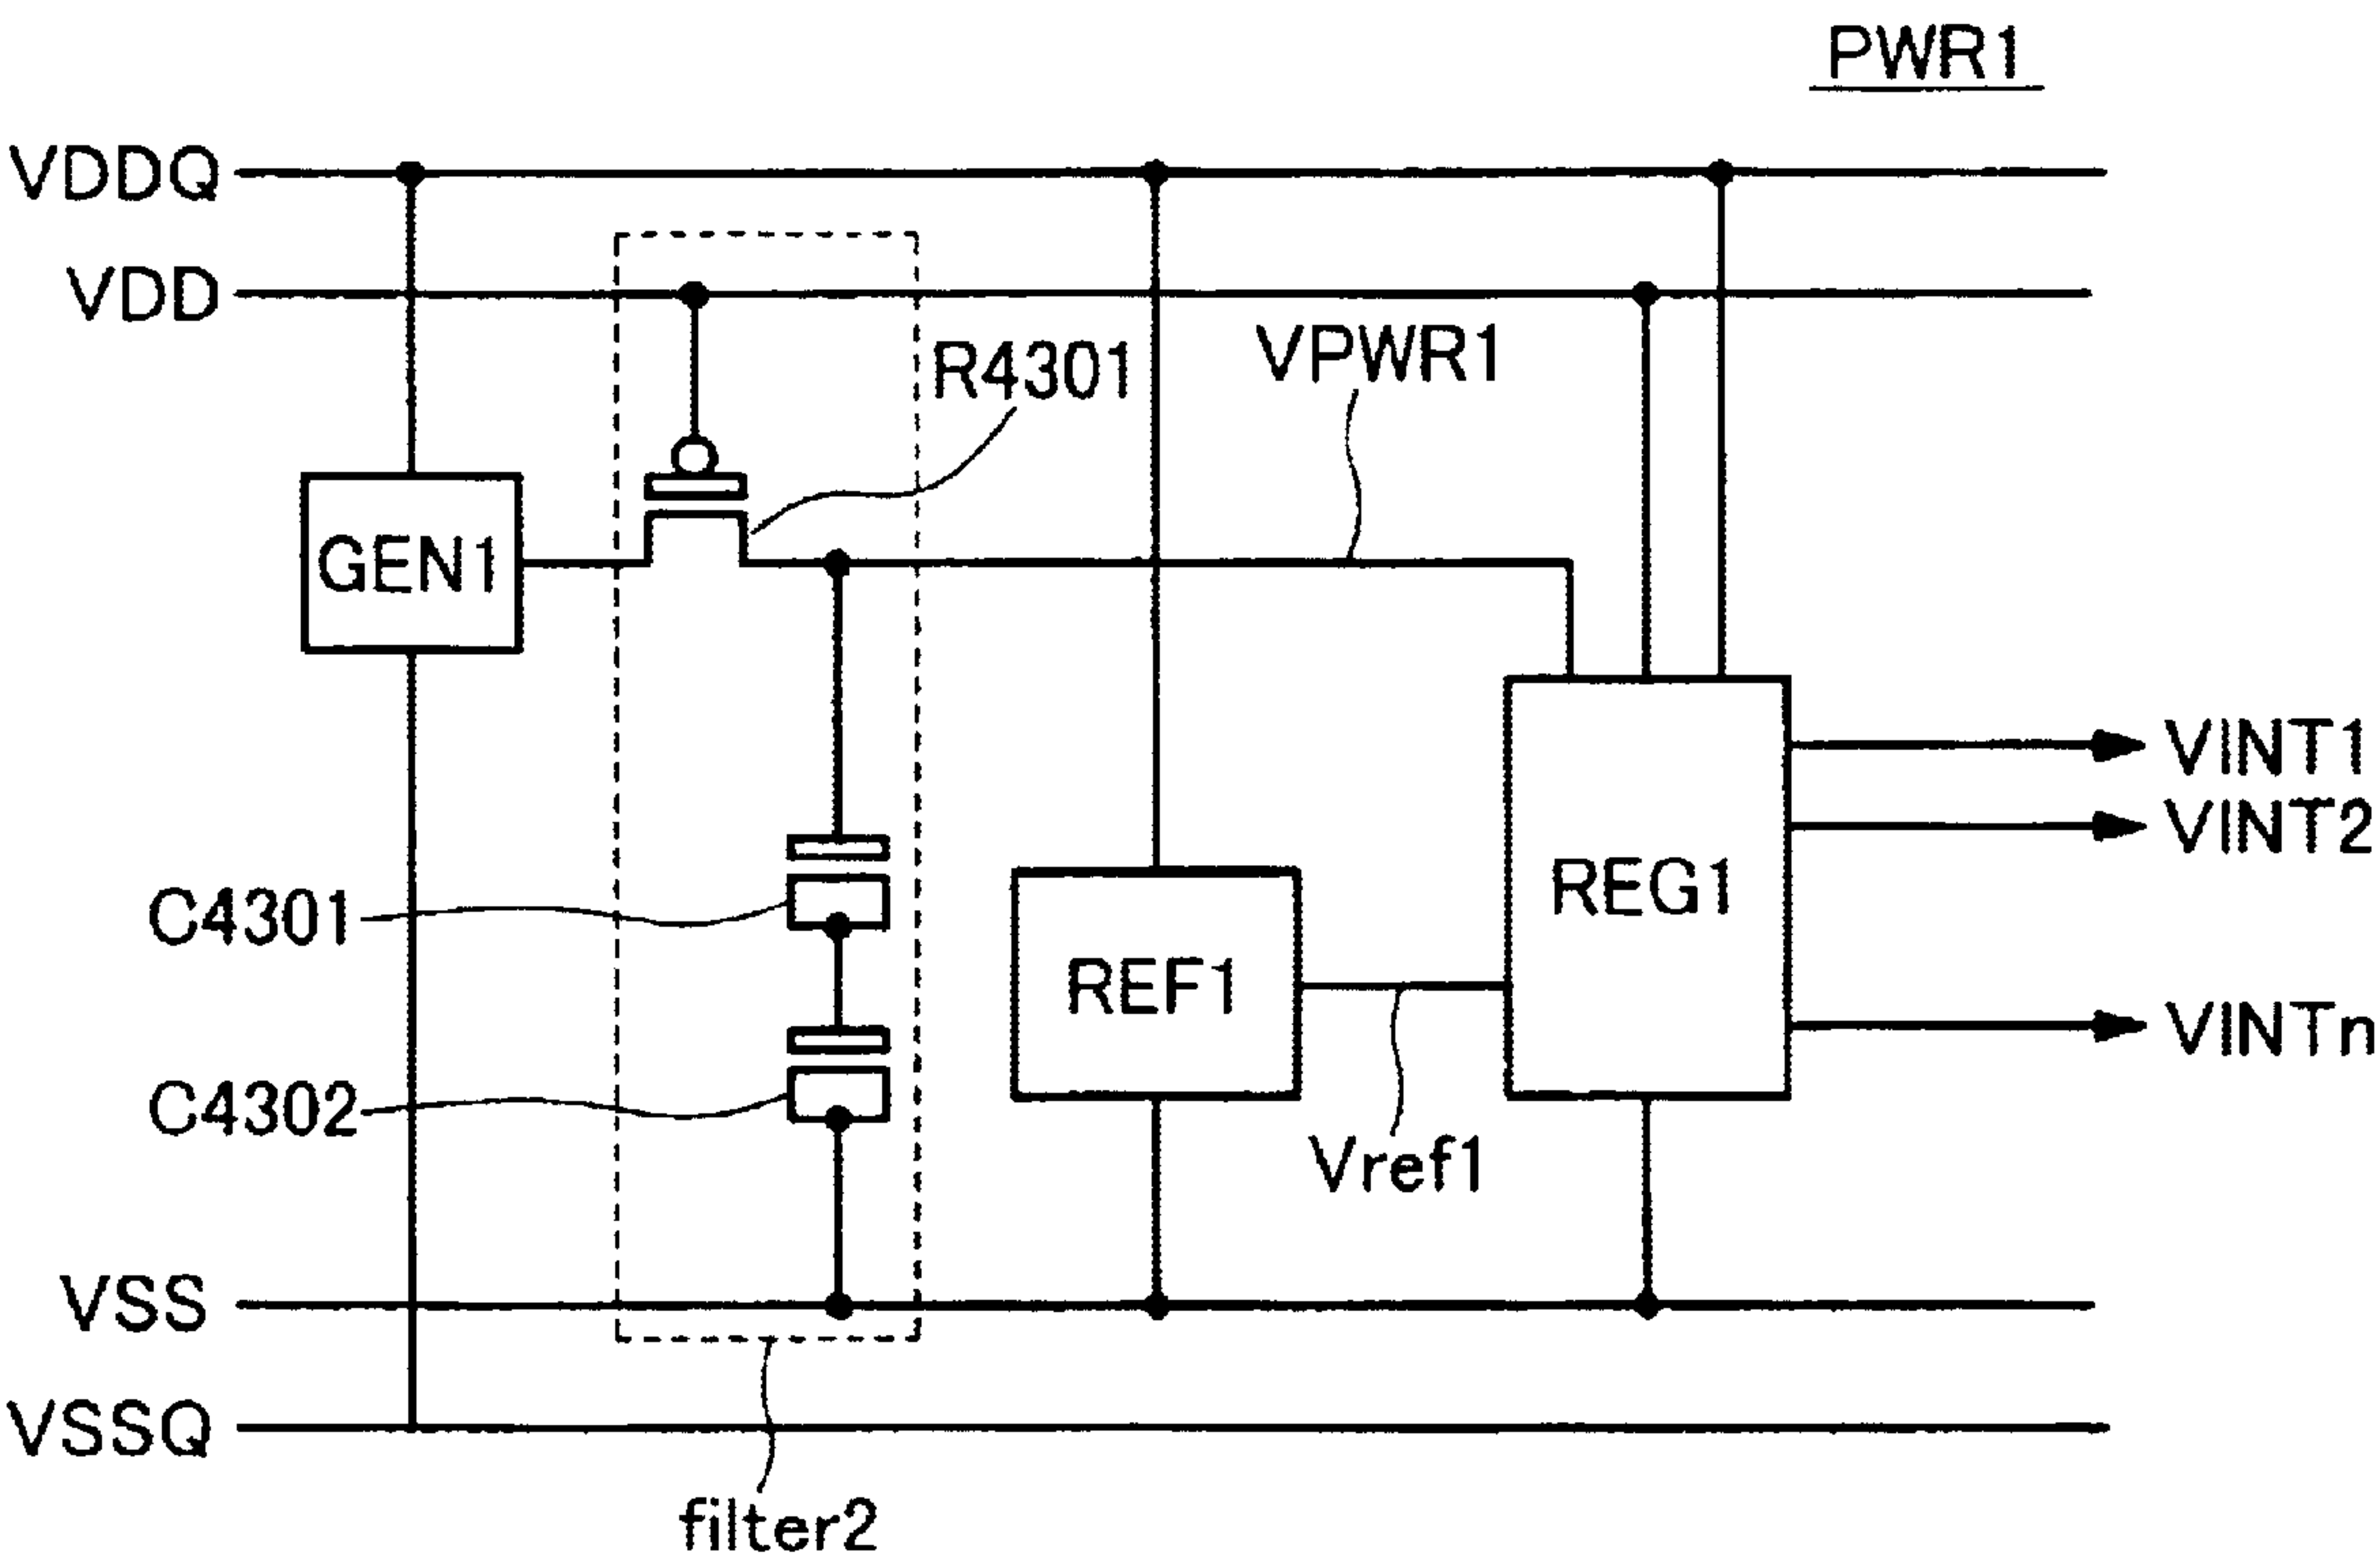 PWR1
VDDQ
VDD
VPWR1
R4301
GEN1
VINT1
VINT2
REG1
C4301
REF1
VINTn
C4302
Vref1
VSS
VSSQ
filter2